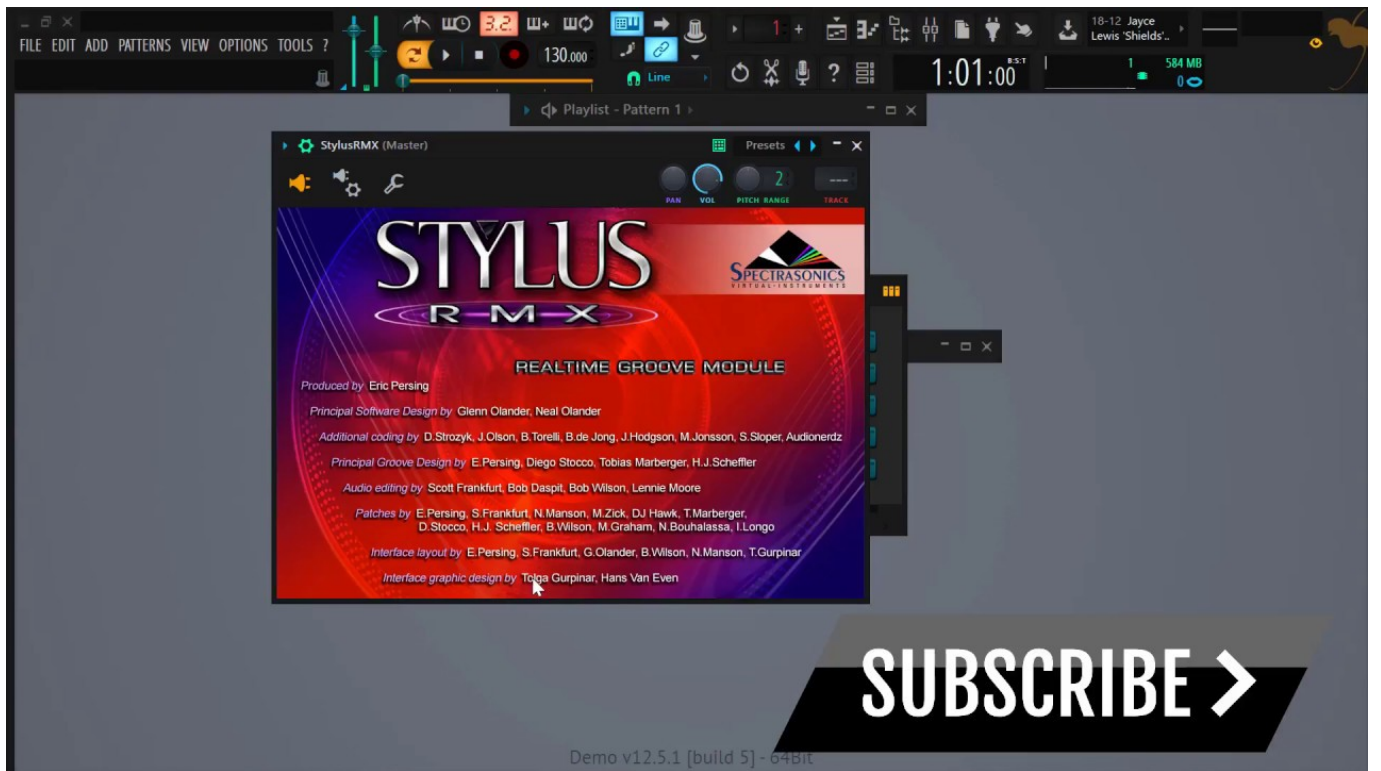 FILE EDIT ADD PATTERNS VIEW OPTIONS TOOLS ?
3.2.
130.000
Line
1
18-12 Jayce
Lewis 'Shields'..
1:01:00
B:S:T
1
584 MB
0
Playlist - Pattern 1
StylusRMX (Master)
Presets
2
---
PAN VOL PITCH RANGE TRACK
STYLUS
RMX
SPECTRASONICS
VIRTUAL-INSTRUMENTS
REALTIME GROOVE MODULE
Produced by Eric Persing
Principal Software Design by Glenn Olander, Neal Olander
Additional coding by D.Strozyk, J.Olson, B.Torelli, B.de Jong, J.Hodgson, M.Jonsson, S.Sloper, Audionerdz
Principal Groove Design by E.Persing, Diego Stocco, Tobias Marberger, H.J.Scheffler
Audio editing by Scott Frankfurt, Bob Daspit, Bob Wilson, Lennie Moore
Patches by E.Persing, S.Frankfurt, N.Manson, M.Zick, DJ Hawk, T.Marberger,
D.Stocco, H.J. Scheffler, B.Wilson, M.Graham, N.Bouhalassa, I.Longo
Interface layout by E.Persing, S.Frankfurt, G.Olander, B.Wilson, N.Manson, T.Gurpinar
Interface graphic design by Tolga Gurpinar, Hans Van Even
SUBSCRIBE >
Demo v12.5.1 [build 5] - 64Bit